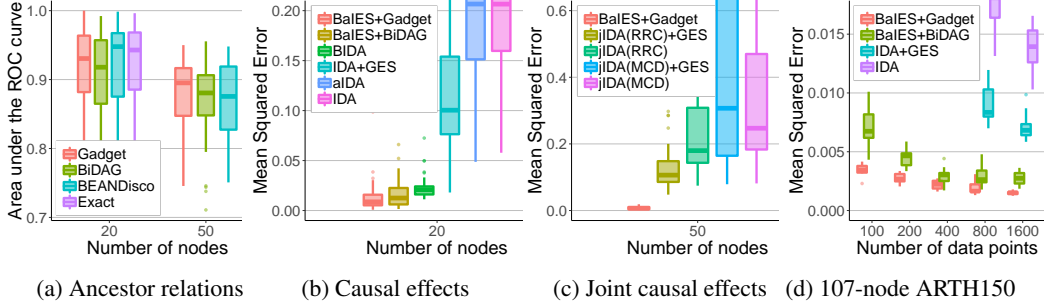 Area under the ROC curve
1.0
0.9
0.8
0.7
Gadget
BiDAG
BEANDisco
Exact
20
50
Number of nodes
(a) Ancestor relations
Mean Squared Error
0.20
0.15
0.10
0.05
0.00
BaIES+Gadget
BaIES+BiDAG
BIDA
IDA+GES
aIDA
IDA
20
Number of nodes
(b) Causal effects
Mean Squared Error
0.6
0.4
0.2
0.0
BaIES+Gadget
jIDA(RRC)+GES
jIDA(RRC)
jIDA(MCD)+GES
jIDA(MCD)
50
Number of nodes
(c) Joint causal effects
Mean Squared Error
0.015
0.010
0.005
0.000
BaIES+Gadget
BaIES+BiDAG
IDA+GES
IDA
100
200
400
800
1600
Number of data points
(d) 107-node ARTH150